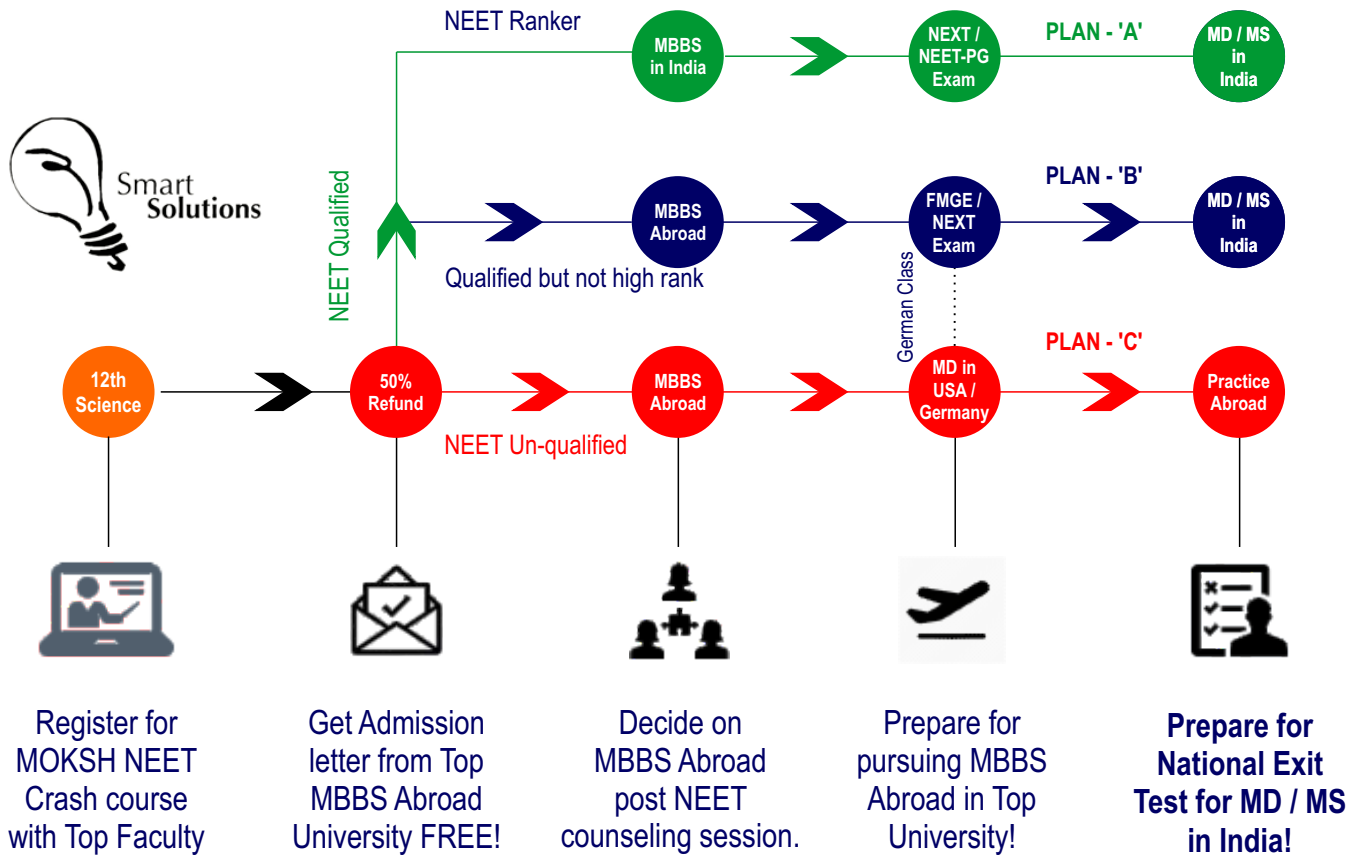 NEET Ranker
MBBS
in India
NEXT /
NEET-PG
Exam
PLAN - 'A'
MD / MS
in
India
Smart
Solutions
NEET Qualified
MBBS
Abroad
FMGE /
NEXT
Exam
PLAN - 'B'
MD / MS
in
India
Qualified but not high rank
German Class
12th
Science
50%
Refund
MBBS
Abroad
MD in
USA /
Germany
PLAN - 'C'
Practice
Abroad
NEET Un-qualified
Register for
MOKSH NEET
Crash course
with Top Faculty
Get Admission
letter from Top
MBBS Abroad
University FREE!
Decide on
MBBS Abroad
post NEET
counseling session.
Prepare for
pursuing MBBS
Abroad in Top
University!
Prepare for
National Exit
Test for MD / MS
in India!